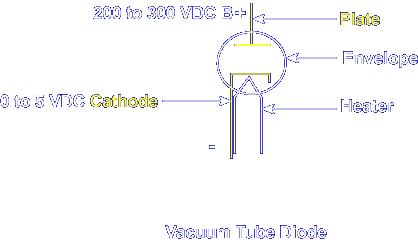 200 to 300 VDC B+
Plate
Envelope
0 to 5 VDC Cathode
Heater
-
Vacuum Tube Diode